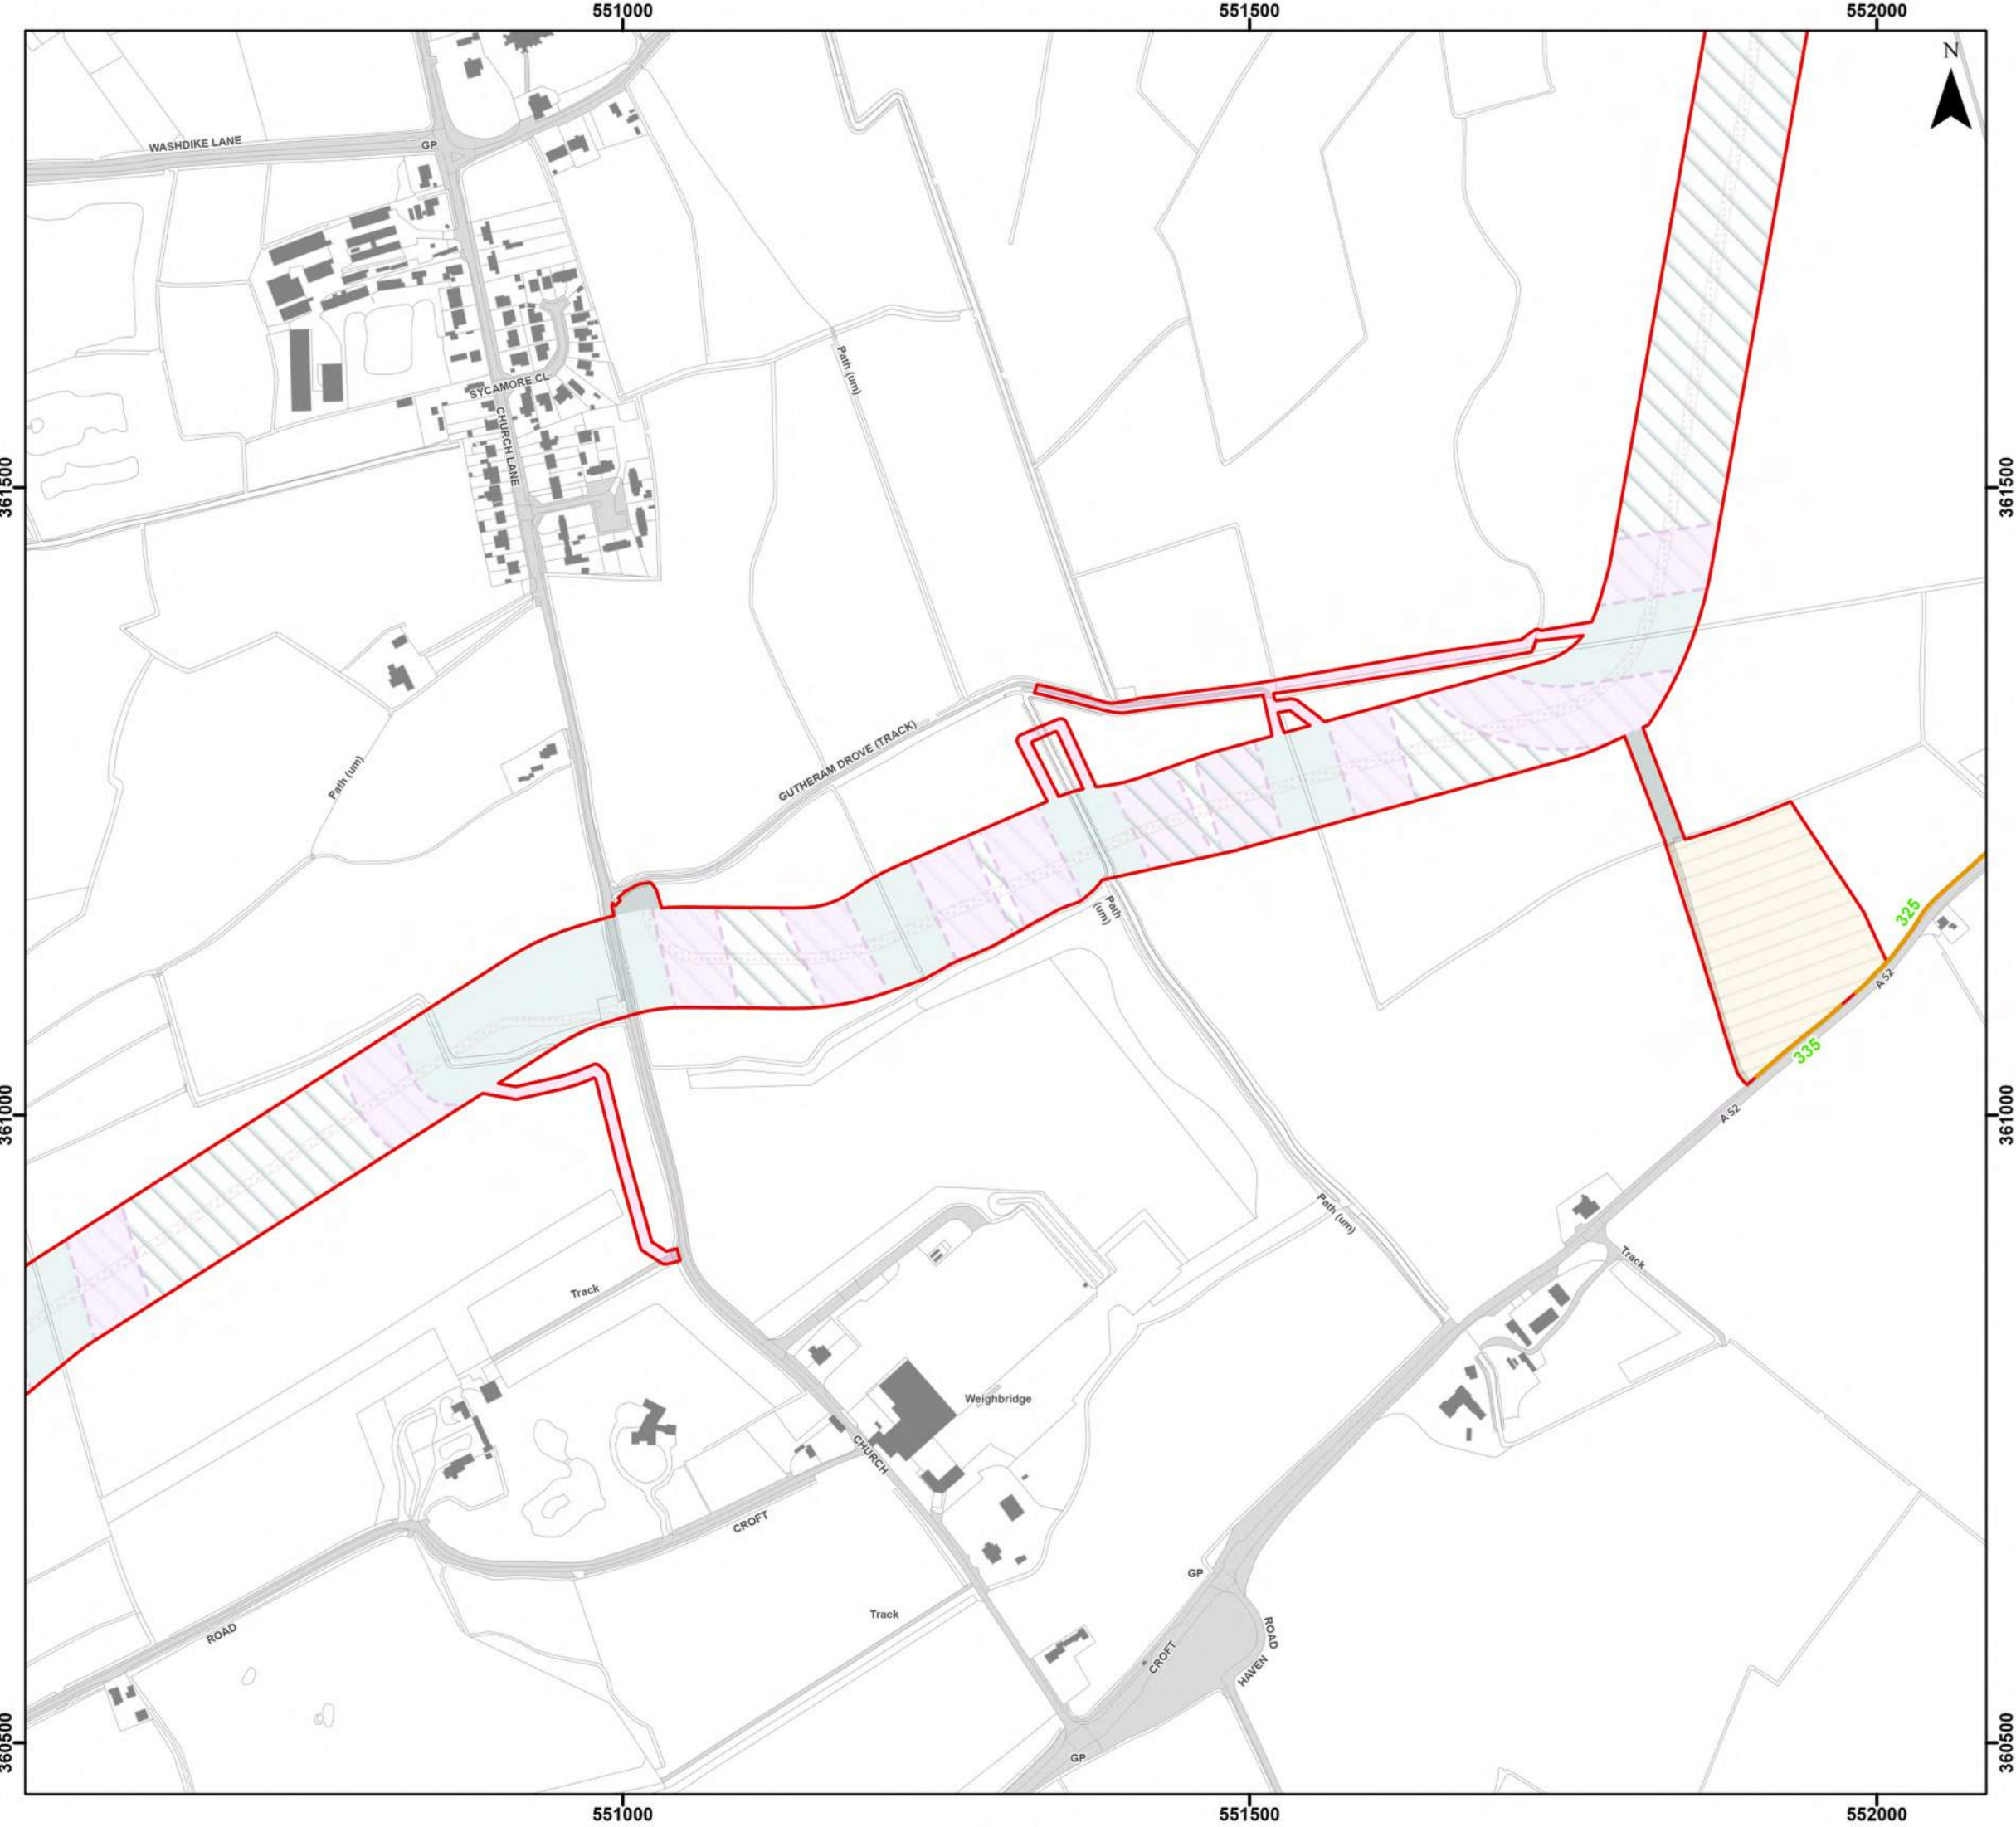 551000
551500
552000
N
WASHDIKE LANE
GP
Path (um)
SYCAMORE CL
CHURCH LANE
361500
361500
GUTHERAM DROVE (TRACK)
Path (um)
Path
(um)
325
A 52
335
361000
A 52
361000
Path (um)
Track
Track
Weighbridge
CHURCH
CROFT
GP
Track
ROAD
ROAD
CROFT
HAVEN
360500
360500
GP
551000
551500
552000